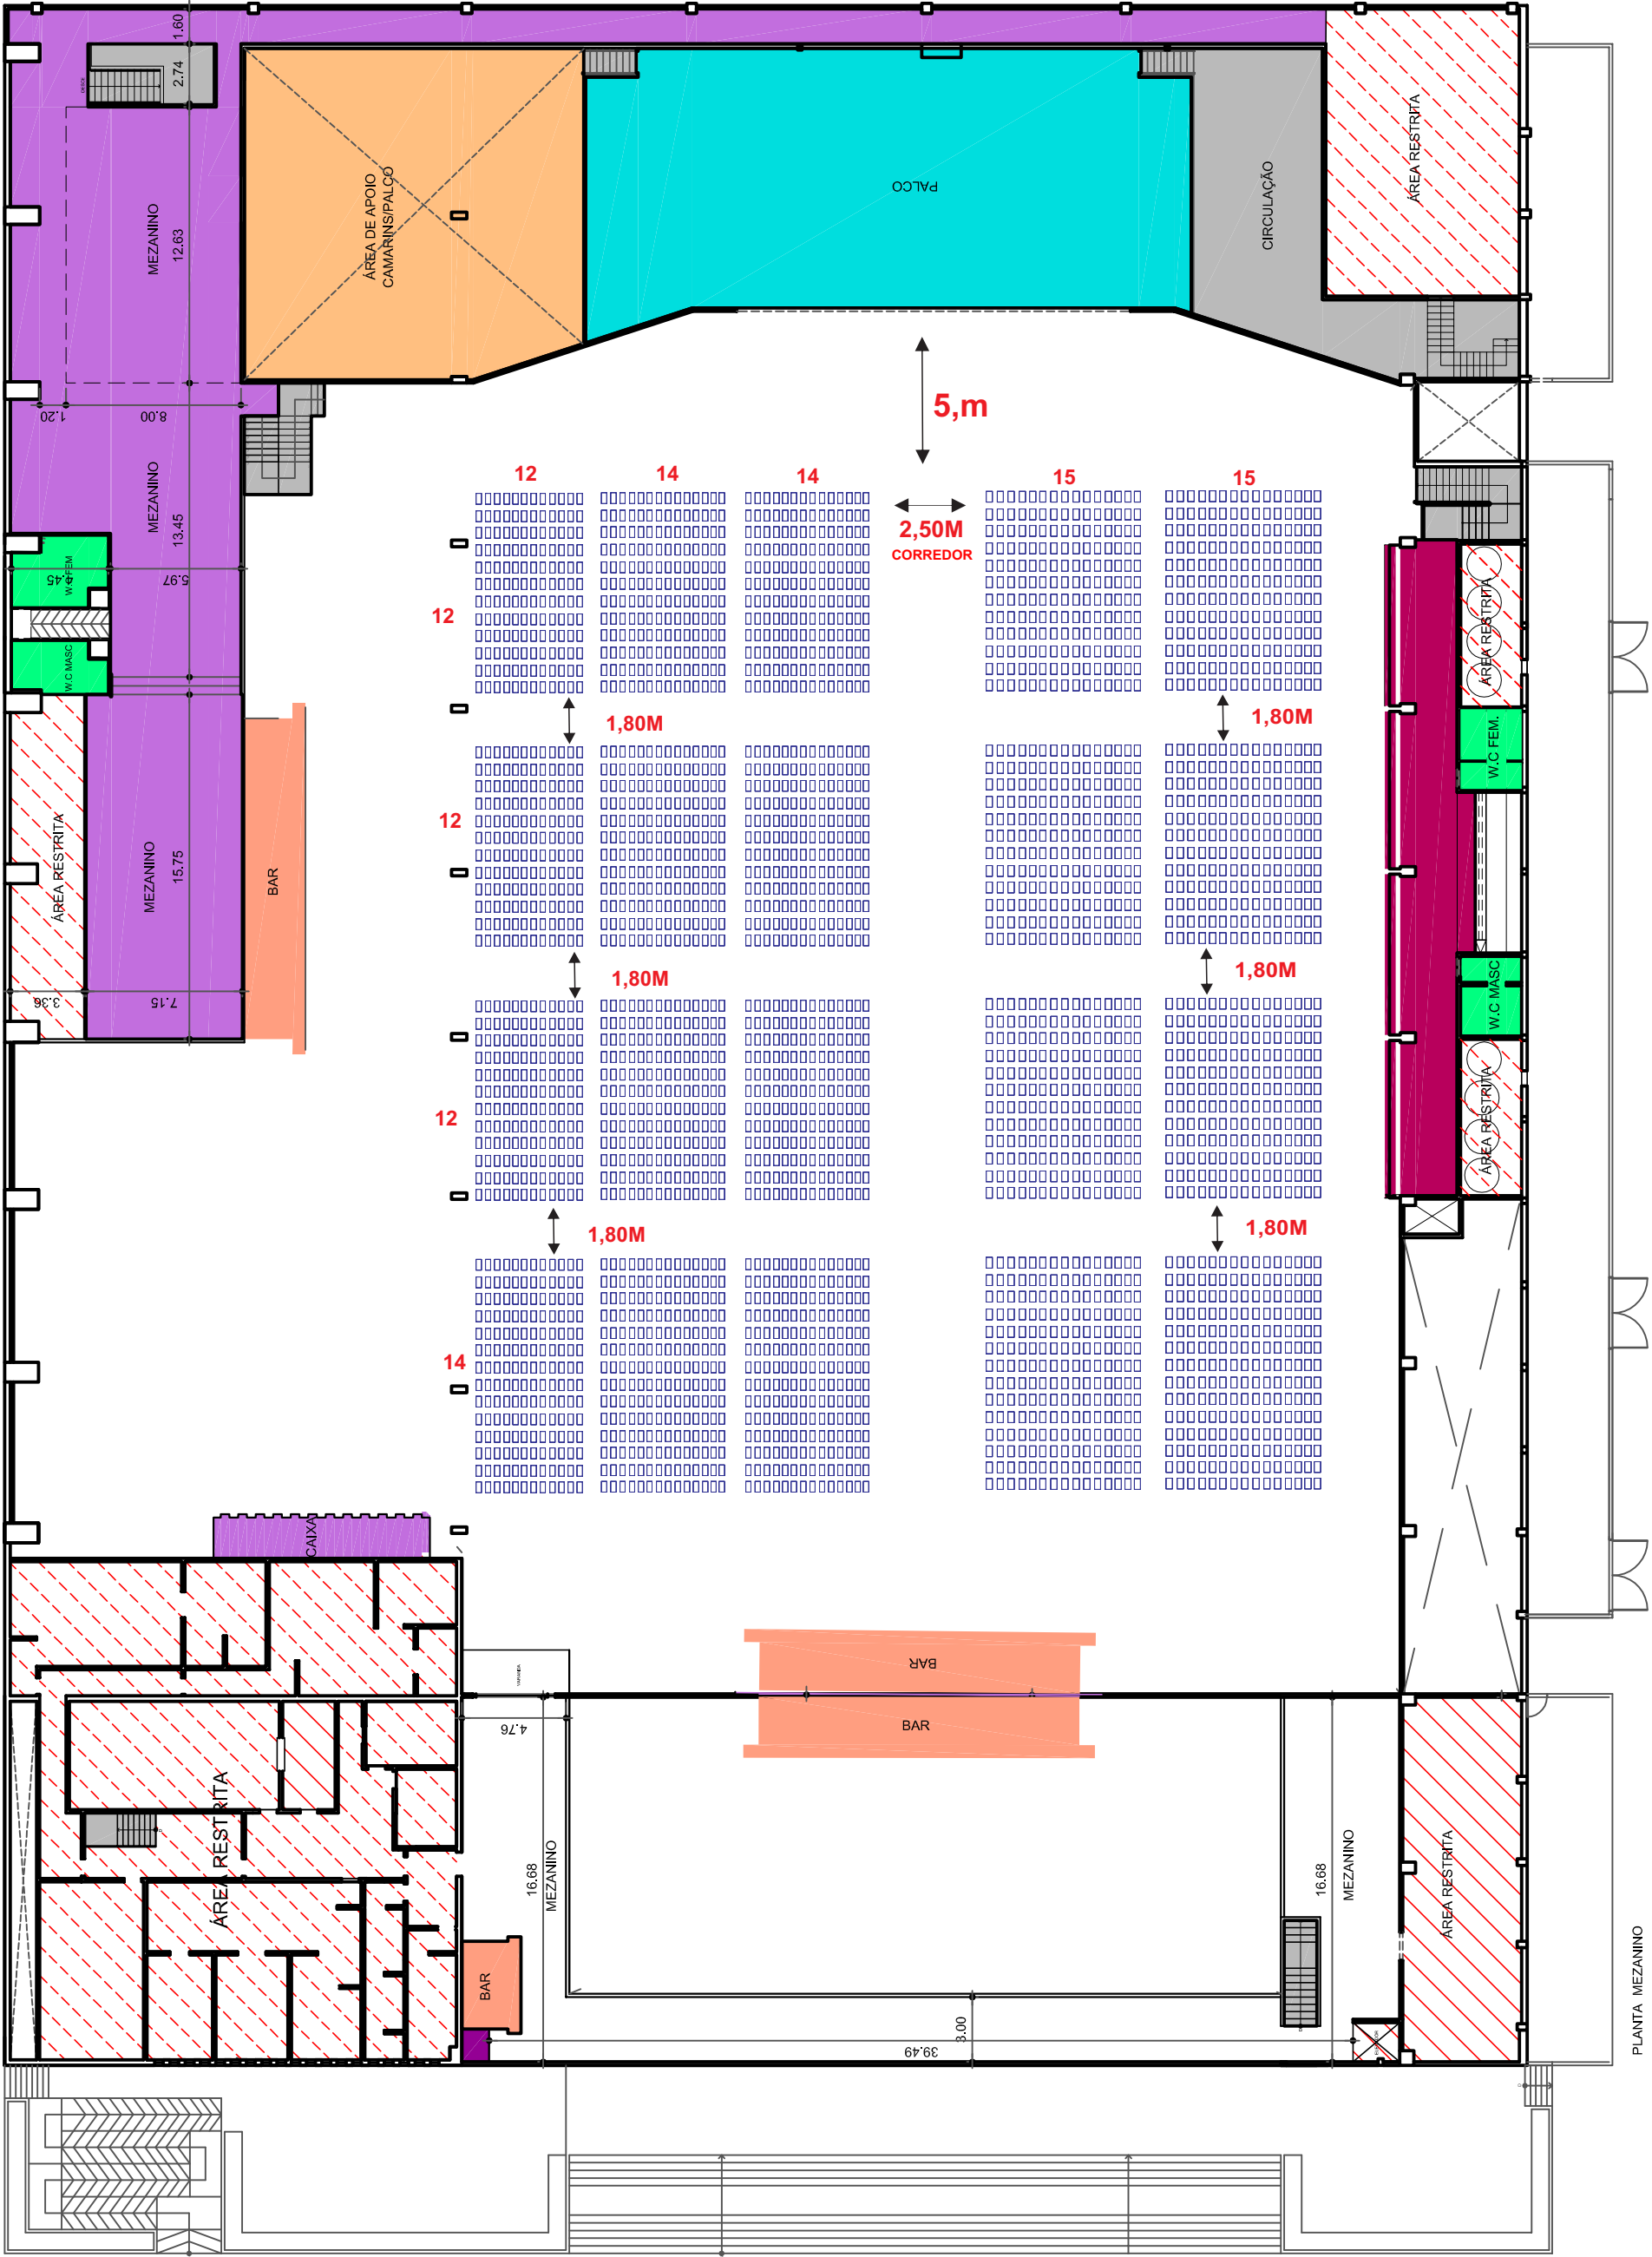 1.60
2.74
DESCE
MEZANINO
12.63
ÁREA DE APOIO
CAMARINS/PALCO
PALCO
CIRCULAÇÃO
ÁREA RESTRITA
1.20
8.00
5,m
12
14
14
15
15
2,50M
CORREDOR
MEZANINO
13.45
W.C FEM
4.45
5.97
W.C MASC
12
ÁREA RESTRITA
1,80M
1,80M
W.C FEM.
ÁREA RESTRITA
MEZANINO
15.75
BAR
12
3.36
7.15
1,80M
1,80M
W.C MASC
12
ÁREA RESTRITA
1,80M
1,80M
14
CAIXA
VARANDA
BAR
BAR
4.76
ÁREA RESTRITA
16.68
MEZANINO
16.68
MEZANINO
ÁREA RESTRITA
BAR
3.00
39.49
PLANTA MEZANINO